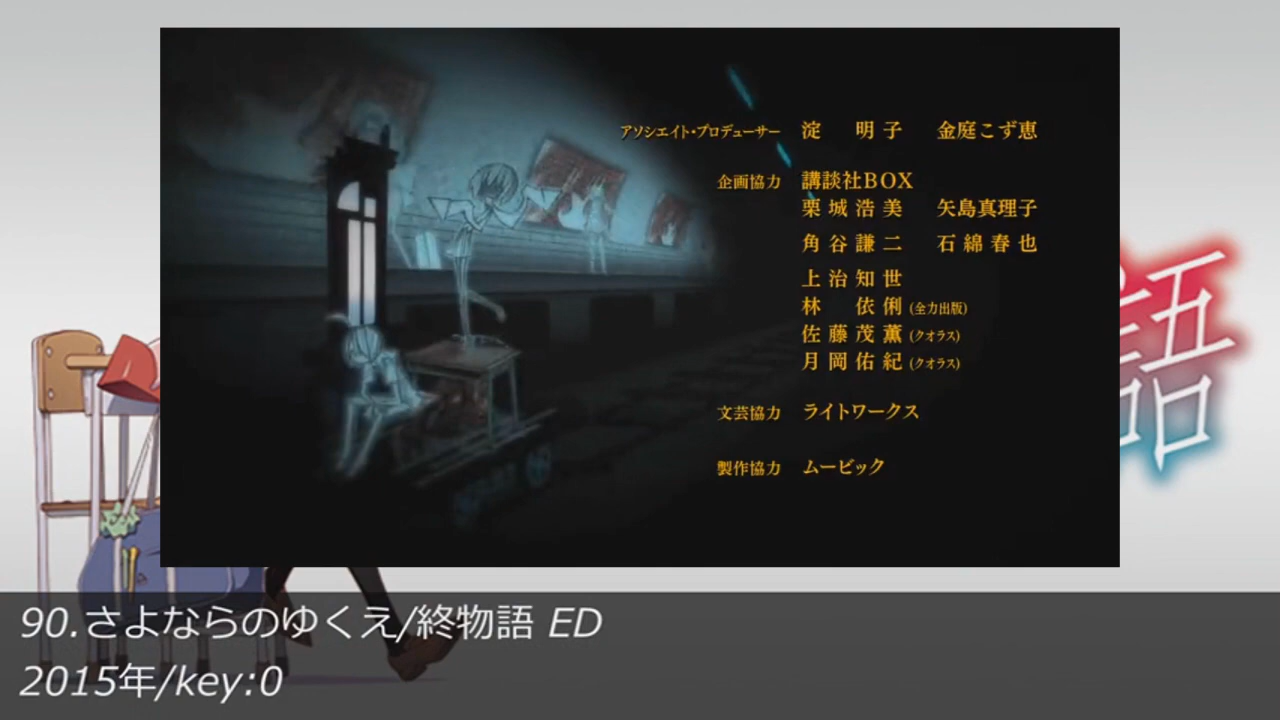 アソシエイト・プロデューサー 淀 明子 金庭こず恵
企画協力 講談社BOX
栗城浩美 矢島真理子
角谷謙二 石綿春也
上治知世
林 依俐 (全力出版)
佐藤茂薫 (クオラス)
月岡佑紀 (クオラス)
文芸協力 ライトワークス
製作協力 ムービック
語
90.さよならのゆくえ/終物語 ED
2015年/key:0